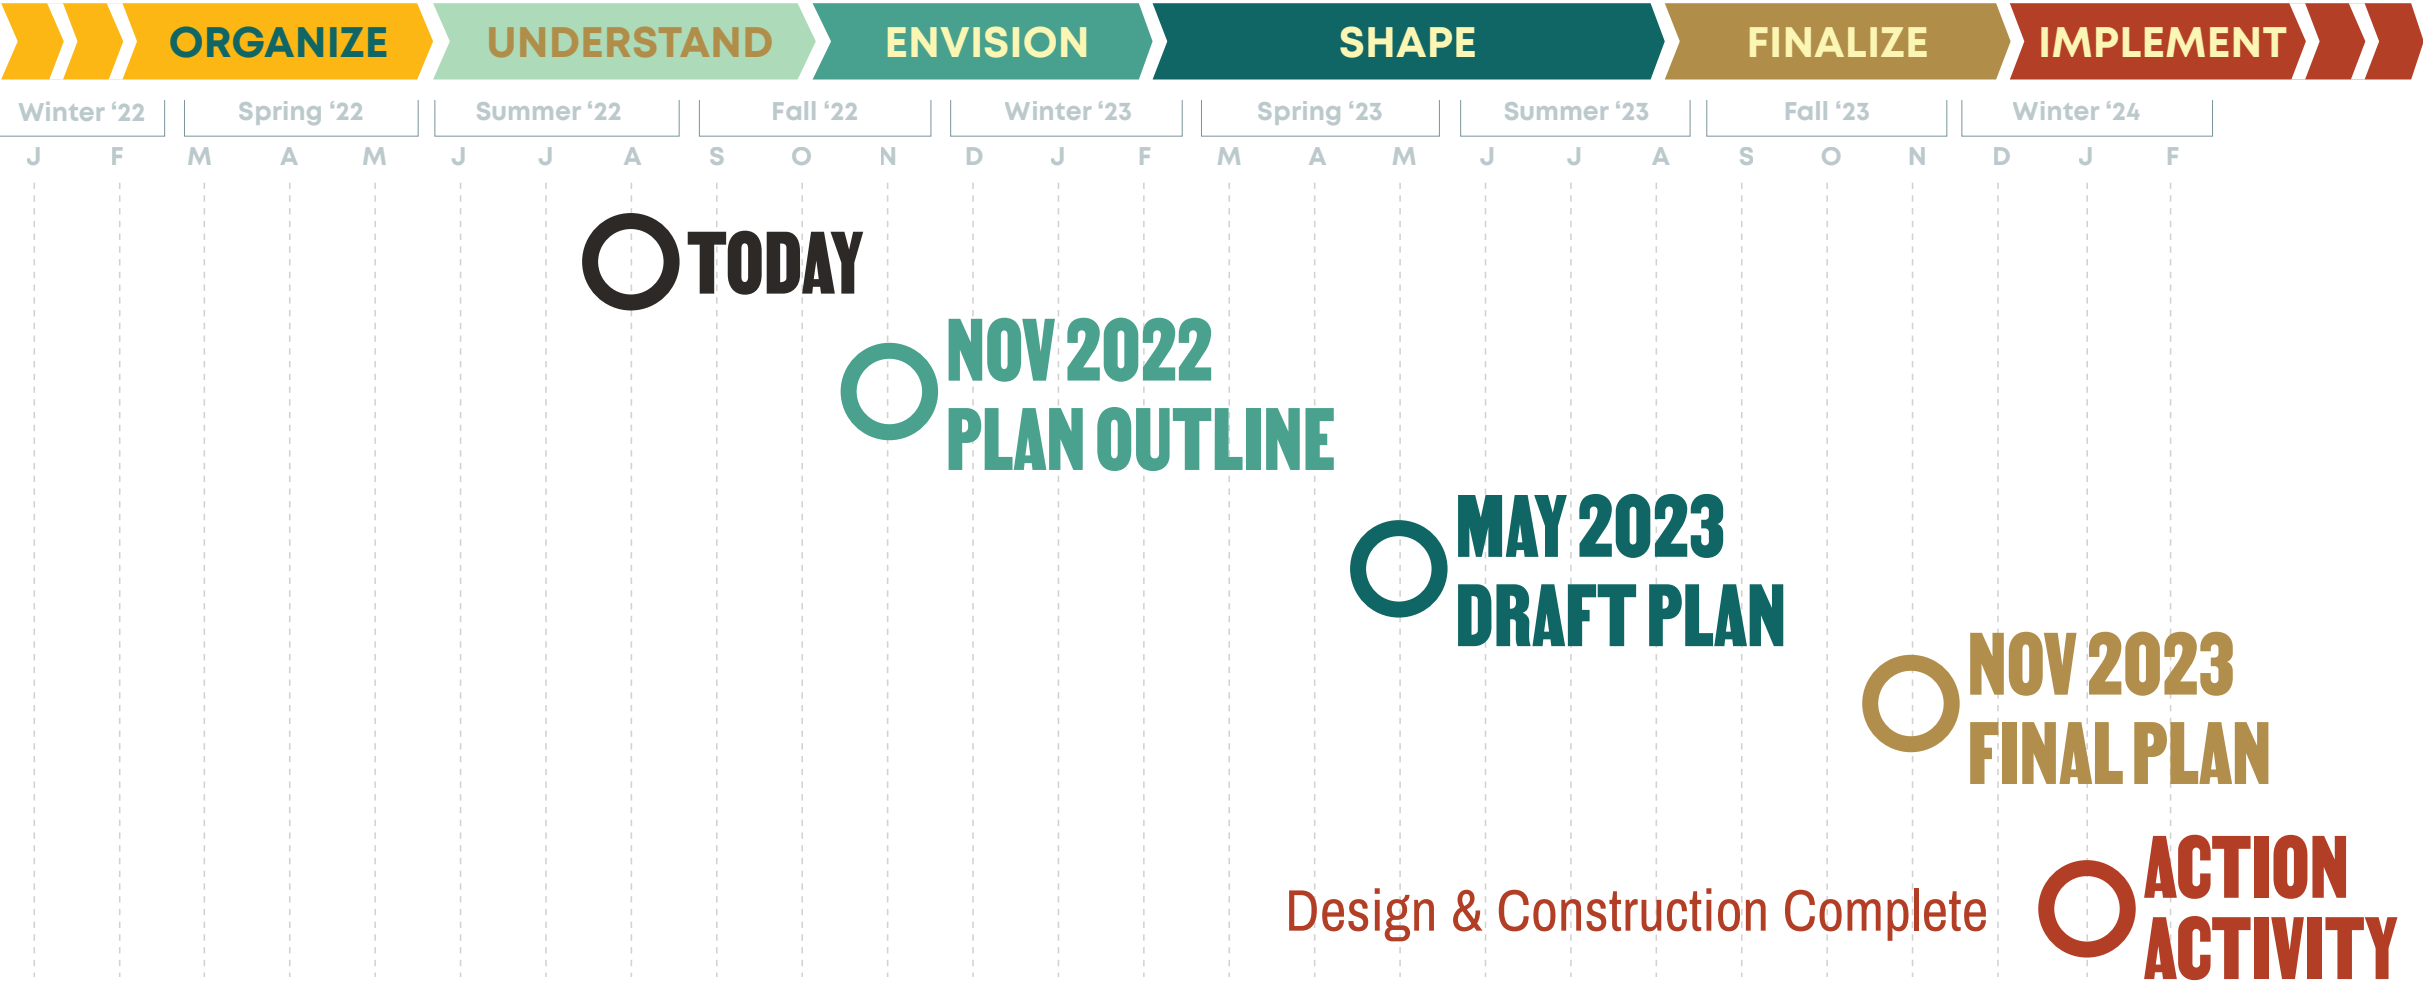 ORGANIZE UNDERSTAND ENVISION SHAPE FINALIZE IMPLEMENT
Winter ‘22 Spring ‘22 Summer ‘22 Fall ‘22 Winter ‘23 Spring ‘23 Summer ‘23 Fall ‘23 Winter ‘24
J F M A M J J A S O N D J F M A M J J A S O N D J F
TODAY
NOV 2022
PLAN OUTLINE
MAY 2023
DRAFT PLAN
NOV 2023
FINAL PLAN
Design & Construction Complete
ACTION
ACTIVITY